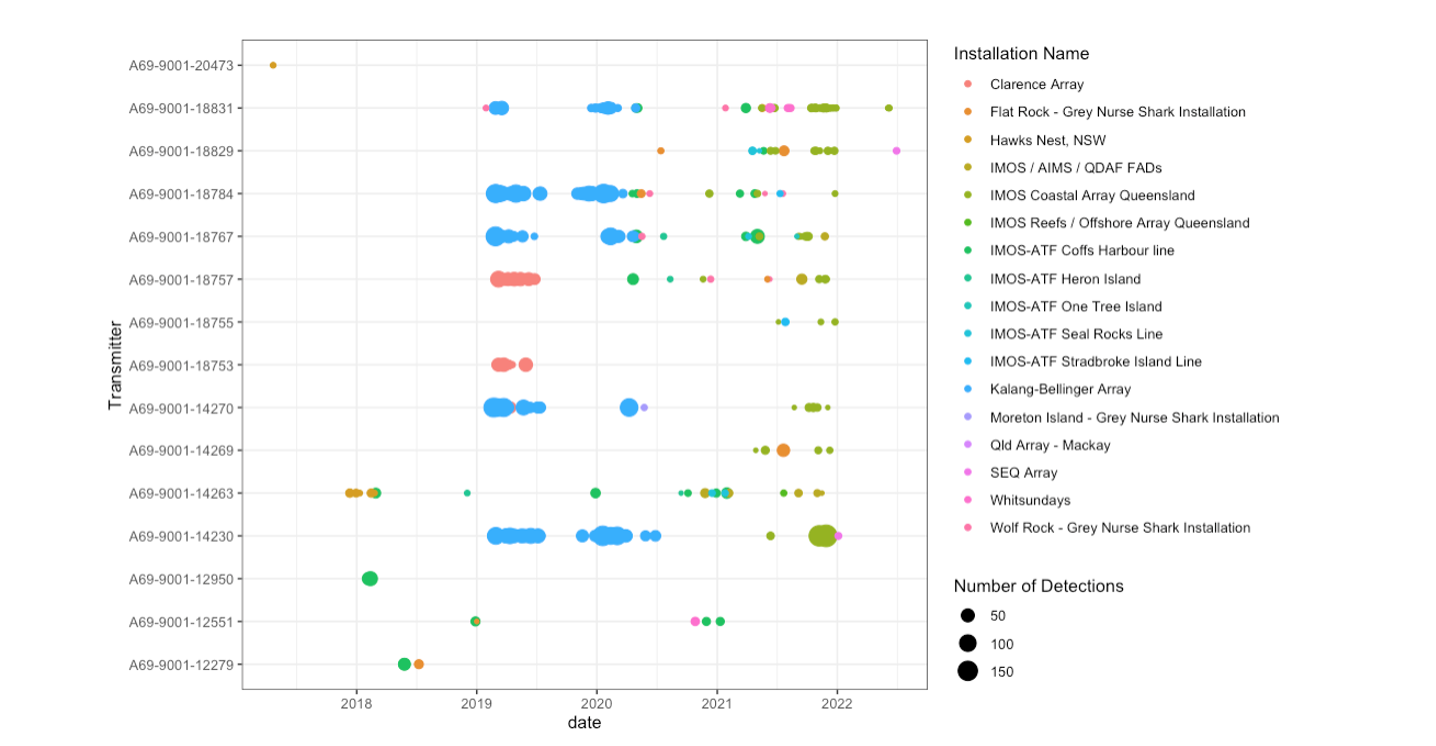 Transmitter
A69-9001-20473
A69-9001-18831
A69-9001-18829
A69-9001-18784
A69-9001-18767
A69-9001-18757
A69-9001-18755
A69-9001-18753
A69-9001-14270
A69-9001-14269
A69-9001-14263
A69-9001-14230
A69-9001-12950
A69-9001-12551
A69-9001-12279
2018
2019
2020
2021
2022
date
Installation Name
Clarence Array
Flat Rock - Grey Nurse Shark Installation
Hawks Nest, NSW
IMOS / AIMS / QDAF FADs
IMOS Coastal Array Queensland
IMOS Reefs / Offshore Array Queensland
IMOS-ATF Coffs Harbour line
IMOS-ATF Heron Island
IMOS-ATF One Tree Island
IMOS-ATF Seal Rocks Line
IMOS-ATF Stradbroke Island Line
Kalang-Bellinger Array
Moreton Island - Grey Nurse Shark Installation
Qld Array - Mackay
SEQ Array
Whitsundays
Wolf Rock - Grey Nurse Shark Installation
Number of Detections
50
100
150